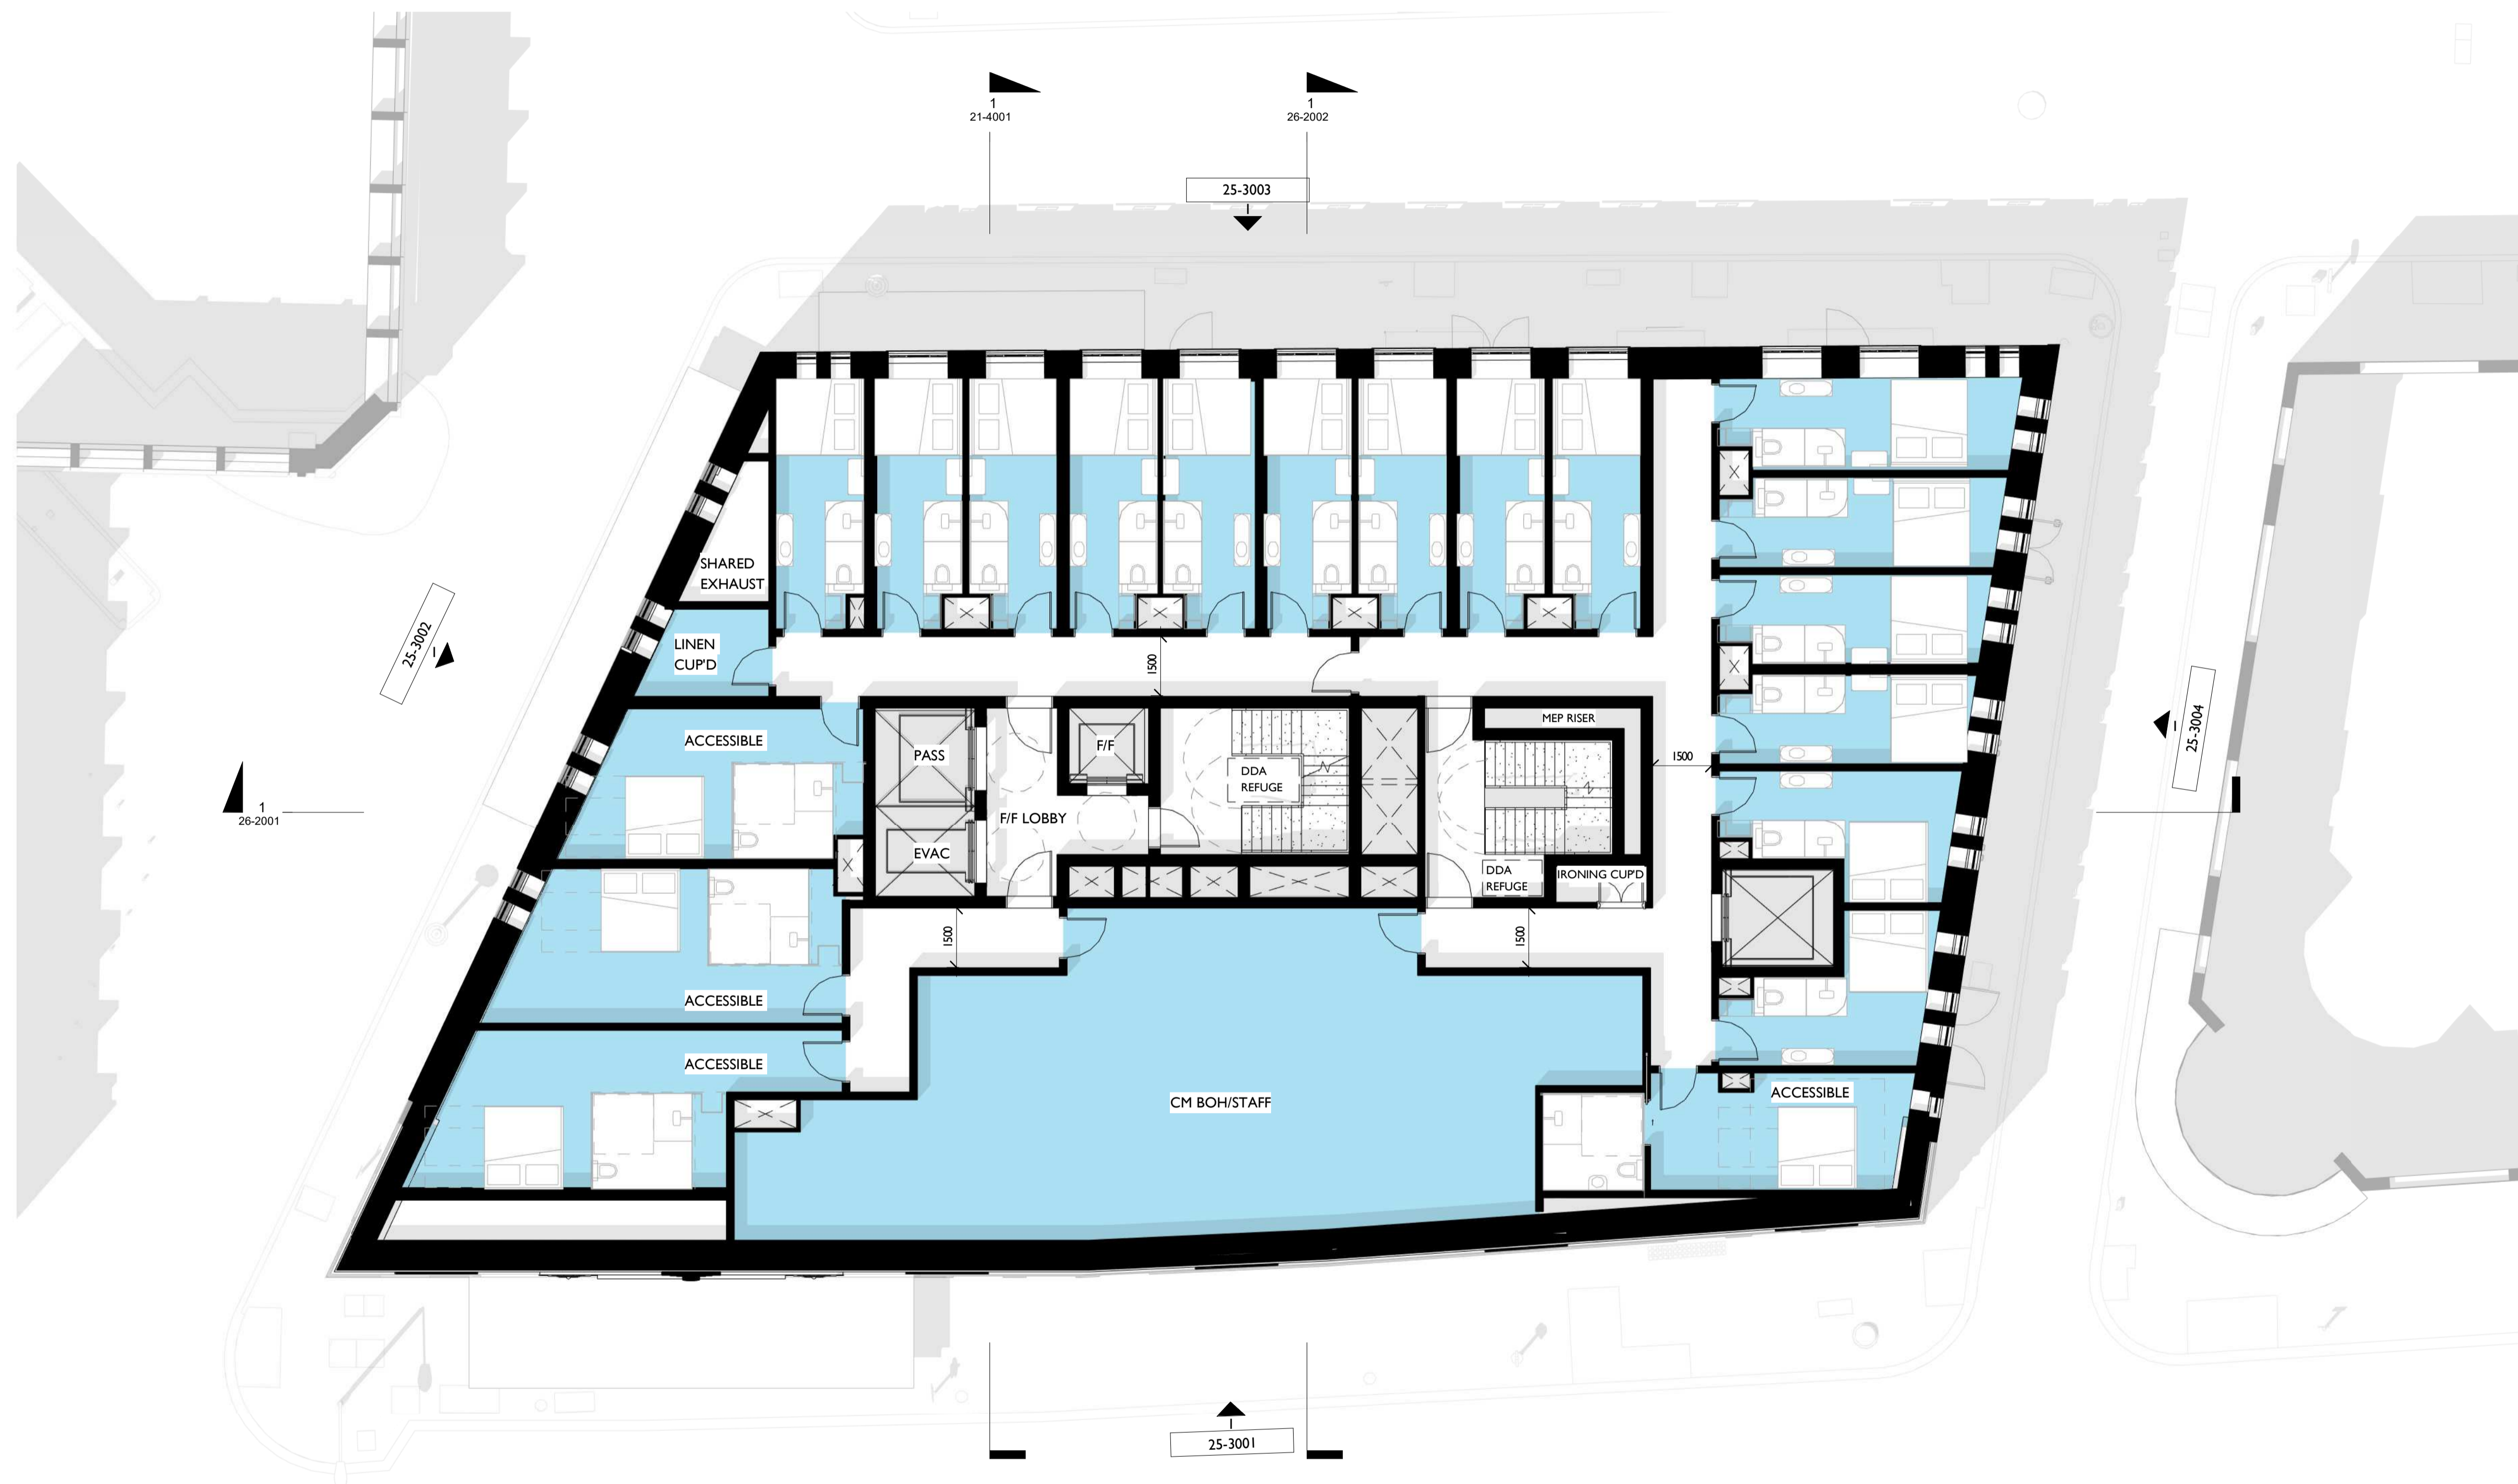 1
21-4001
1
26-2002
25-3003
SHARED
EXHAUST
25-3002
1
LINEN
CUP'D
1500
ACCESSIBLE
PASS
F/F
DDA
REFUGE
MEP RISER
1500
25-3004
1
1
26-2001
F/F LOBBY
EVAC
DDA
REFUGE
IRONING CUP'D
1500
1500
ACCESSIBLE
ACCESSIBLE
CM BOH/STAFF
ACCESSIBLE
1
25-3001